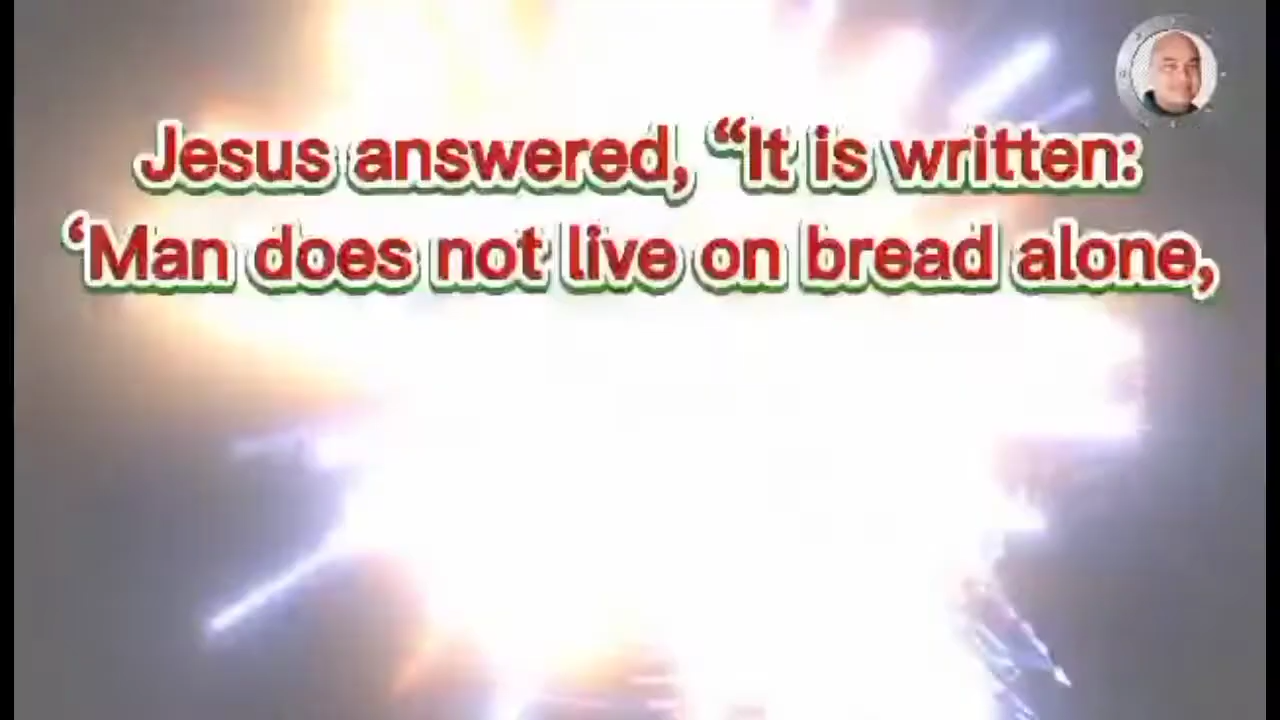 Jesus answered, “It is written:
‘Man does not live on bread alone,